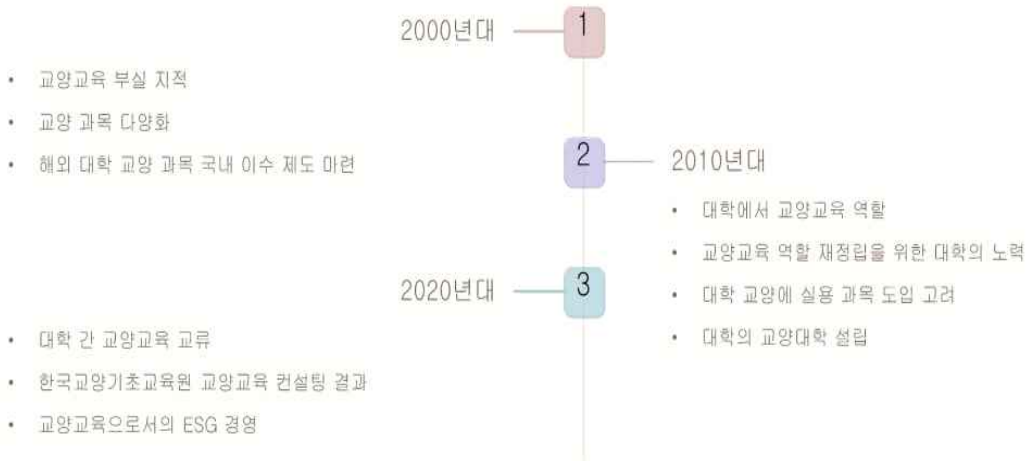 2000년대
1
• 교양교육 부실 지적
• 교양 과목 다양화
• 해외 대학 교양 과목 국내 이수 제도 마련
2
2010년대
• 대학에서 교양교육 역할
• 교양교육 역할 재정립을 위한 대학의 노력
• 대학 교양에 실용 과목 도입 고려
• 대학의 교양대학 설립
2020년대
3
• 대학 간 교양교육 교류
• 한국교양기초교육원 교양교육 컨설팅 결과
• 교양교육으로서의 ESG 경영